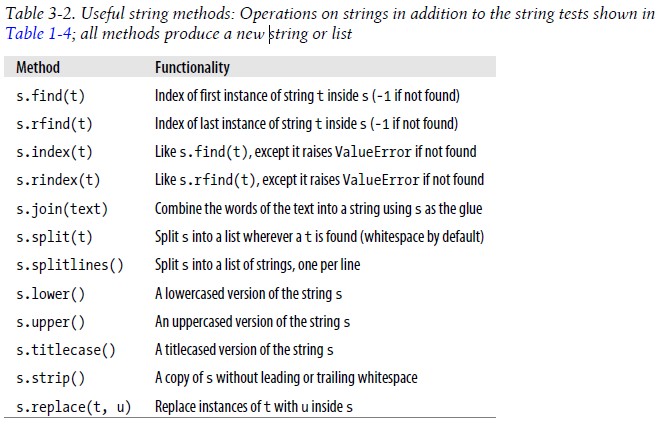 Table 3-2. Useful string methods: Operations on strings in addition to the string tests shown in
Table 1-4; all methods produce a new string or list
Method Functionality
s.find(t) Index of first instance of string t inside s (-1 if not found)
s.rfind(t) Index of last instance of string t inside s (-1 if not found)
s.index(t) Like s.find(t), except it raises ValueError if not found
s.rindex(t) Like s.rfind(t), except it raises ValueError if not found
s.join(text) Combine the words of the text into a string using s as the glue
s.split(t) Split s into a list wherever a t is found (whitespace by default)
s.splitlines() Split s into a list of strings, one per line
s.lower() A lowercased version of the string s
s.upper() An uppercased version of the string s
s.titlecase() A titlecased version of the string s
s.strip() A copy of s without leading or trailing whitespace
s.replace(t, u) Replace instances of t with u inside s